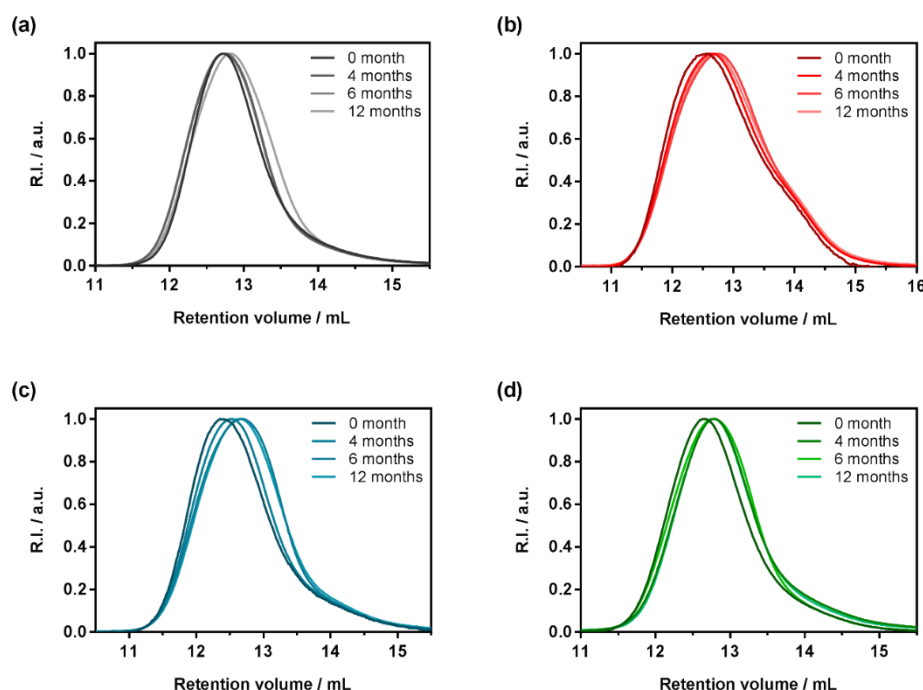 (a)
R.I. / a.u.
1.0
0.8
0.6
0.4
0.2
0.0
0 month
4 months
6 months
12 months
11 12 13 14 15
Retention volume / mL
(b)
R.I. / a.u.
1.0
0.8
0.6
0.4
0.2
0.0
0 month
4 months
6 months
12 months
11 12 13 14 15 16
Retention volume / mL
(c)
R.I. / a.u.
1.0
0.8
0.6
0.4
0.2
0.0
0 month
4 months
6 months
12 months
11 12 13 14 15
Retention volume / mL
(d)
R.I. / a.u.
1.0
0.8
0.6
0.4
0.2
0.0
0 month
4 months
6 months
12 months
11 12 13 14 15
Retention volume / mL